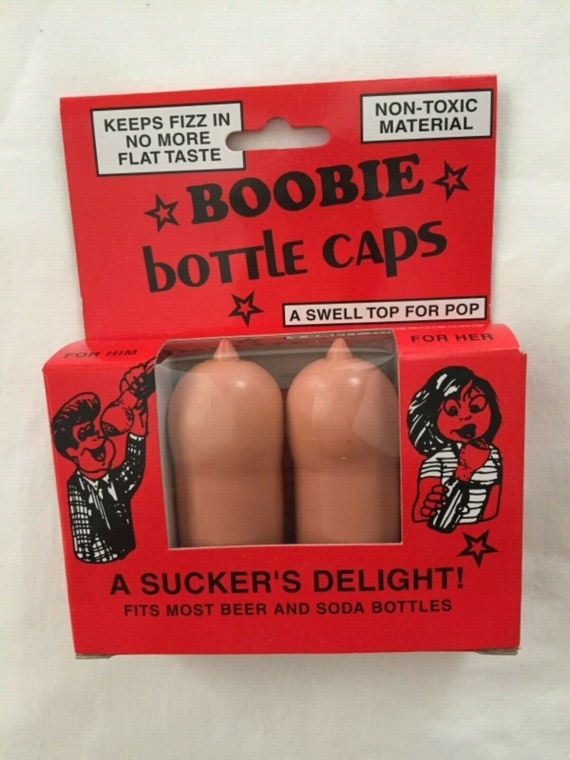 KEEPS FIZZ IN
NO MORE
FLAT TASTE
NON-TOXIC
MATERIAL
BOOBIE
bOTTlE CAPS
A SWELL TOP FOR POP
FOR HIM
FOR HER
A SUCKER'S DELIGHT!
FITS MOST BEER AND SODA BOTTLES